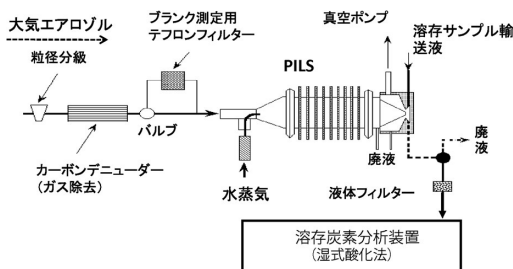 大気エアロゾル
粒径分級
カーボンデニューダー
(ガス除去)
ブランク測定用
テフロンフィルター
バルブ
水蒸気
PILS
真空ポンプ
溶存サンプル輸
送液
廃液
廃
液
液体フィルター
溶存炭素分析装置
(湿式酸化法)